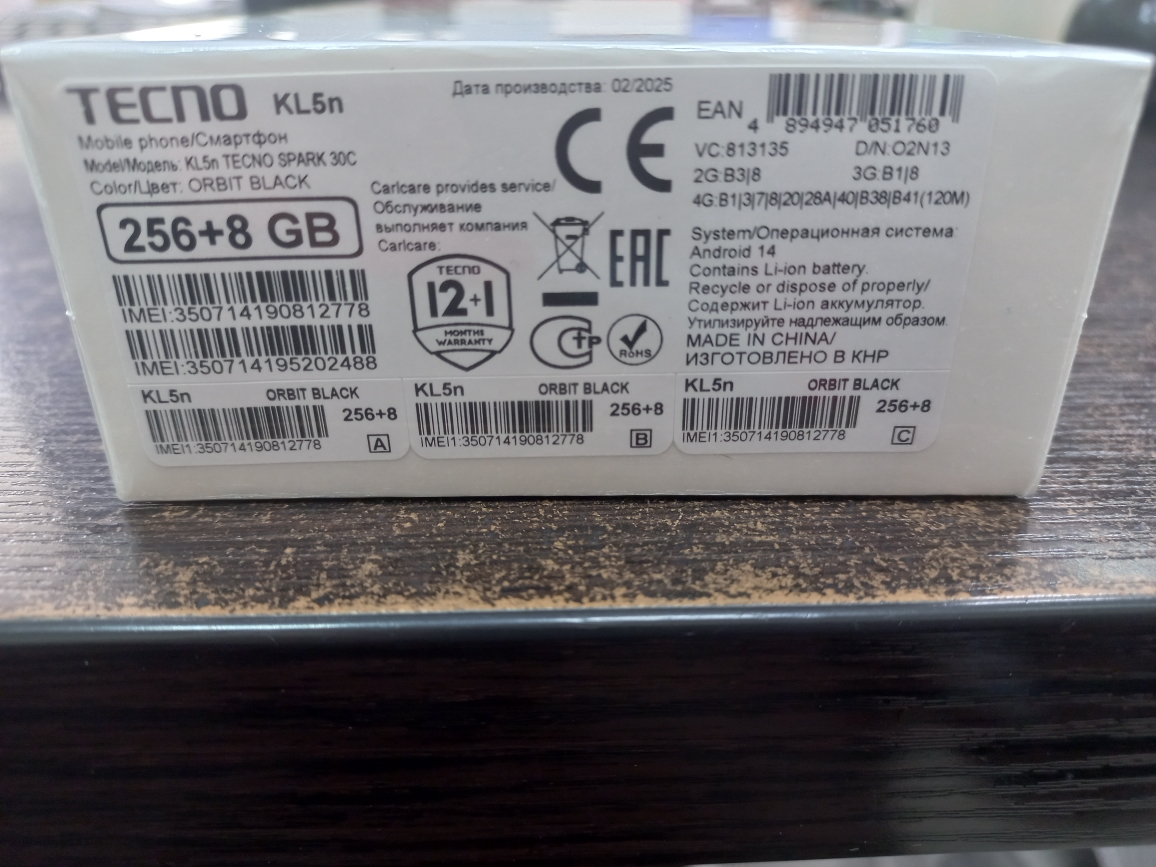 TECNO KL5n
Mobile phone/Смартфон
Model/Модель: KL5n TECNO SPARK 30C
Color/Цвет: ORBIT BLACK
256+8 GB
IMEI:350714190812778
IMEI:350714195202488
Дата производства: 02/2025
CE
Carlcare provides service/
Обслуживание
выполняет компания
Carlcare:
TECNO
12+1
MONTHS
WARRANTY
EAC
RoHS
EAN
4 894947 051760
VC:813135 D/N:O2N13
2G:B3|8 3G:B1|8
4G:B1|3|7|8|20|28A|40|B38|B41(120M)
System/Операционная система:
Android 14
Contains Li-ion battery.
Recycle or dispose of properly/
Содержит Li-ion аккумулятор.
Утилизируйте надлежащим образом.
MADE IN CHINA/
ИЗГОТОВЛЕНО В КНР
KL5n ORBIT BLACK
256+8
IMEI1:350714190812778 A
KL5n ORBIT BLACK
256+8
IMEI1:350714190812778 B
KL5n ORBIT BLACK
256+8
IMEI1:350714190812778 C